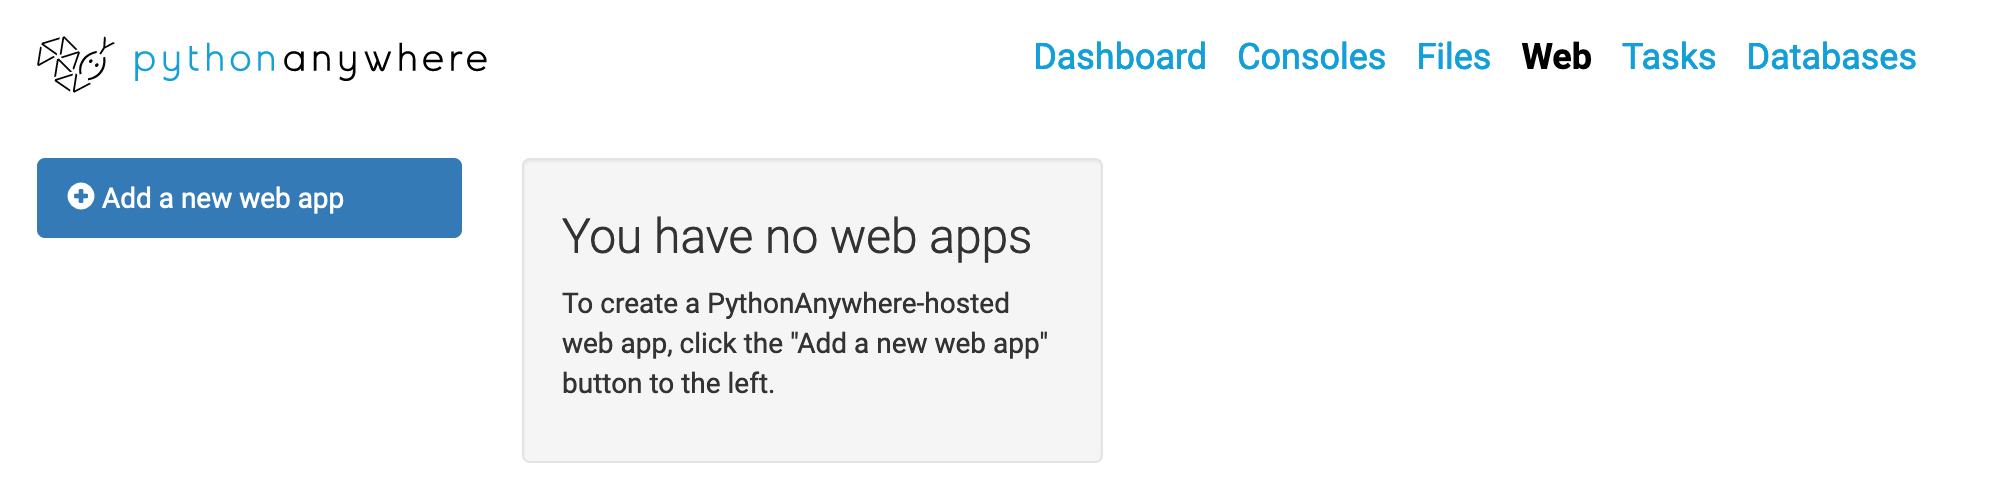 pythonanywhere
Dashboard Consoles Files Web Tasks Databases
Add a new web app
You have no web apps
To create a PythonAnywhere-hosted
web app, click the "Add a new web app"
button to the left.